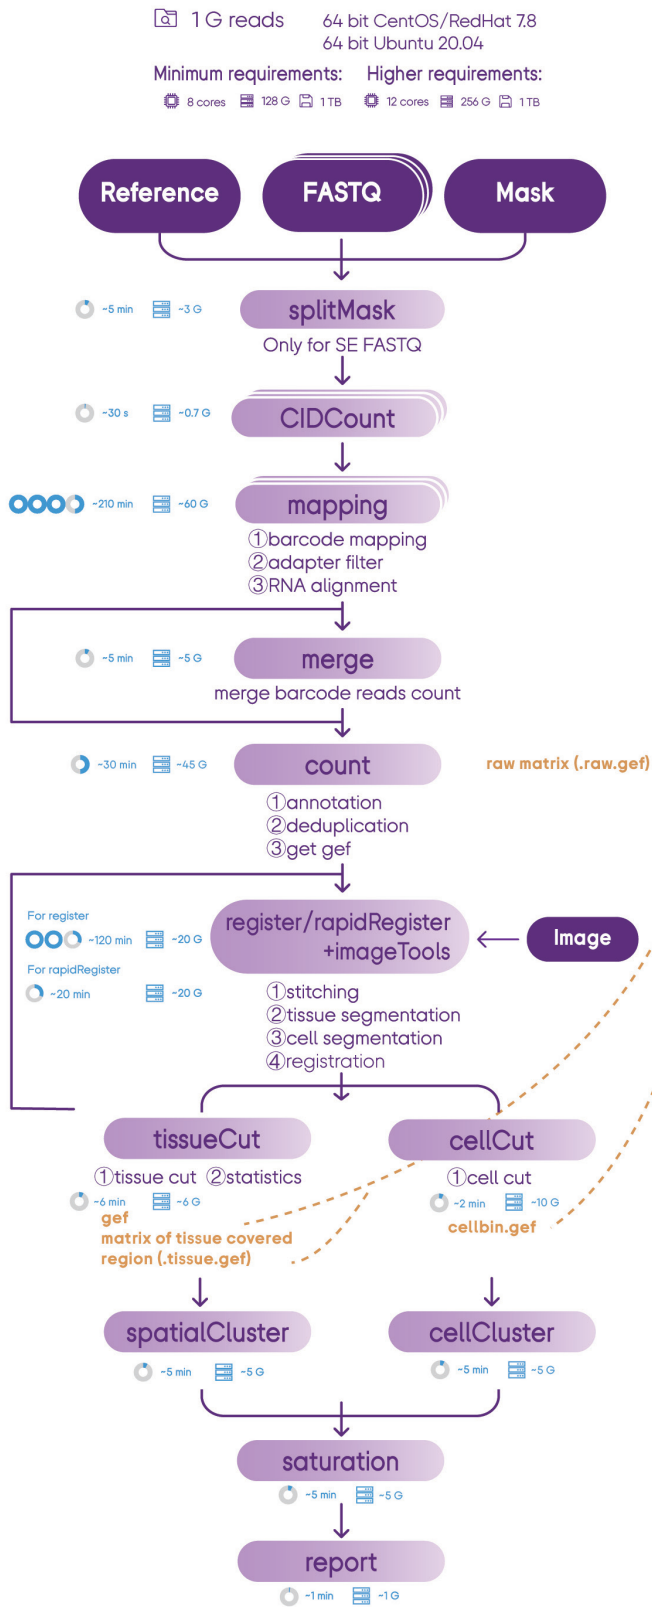 1 G reads
64 bit CentOS/RedHat 7.8
64 bit Ubuntu 20.04
Minimum requirements: Higher requirements:
8 cores 128 G 1 TB 12 cores 256 G 1 TB
Reference FASTQ Mask
~5 min ~3 G splitMask
Only for SE FASTQ
~30 s ~0.7 G CIDCount
~210 min ~60 G mapping
①barcode mapping
②adapter filter
③RNA alignment
~5 min ~5 G merge
merge barcode reads count
~30 min ~45 G count raw matrix (.raw.gef)
①annotation
②deduplication
③get gef
For register
~120 min ~20 G
For rapidRegister
~20 min ~20 G
register/rapidRegister
+imageTools
Image
①stitching
②tissue segmentation
③cell segmentation
④registration
tissueCut cellCut
①tissue cut ②statistics ①cell cut
~6 min ~6 G ~2 min ~10 G
gef
matrix of tissue covered
region (.tissue.gef)
cellbin.gef
spatialCluster cellCluster
~5 min ~5 G ~5 min ~5 G
saturation
~5 min ~5 G
report
~1 min ~1 G